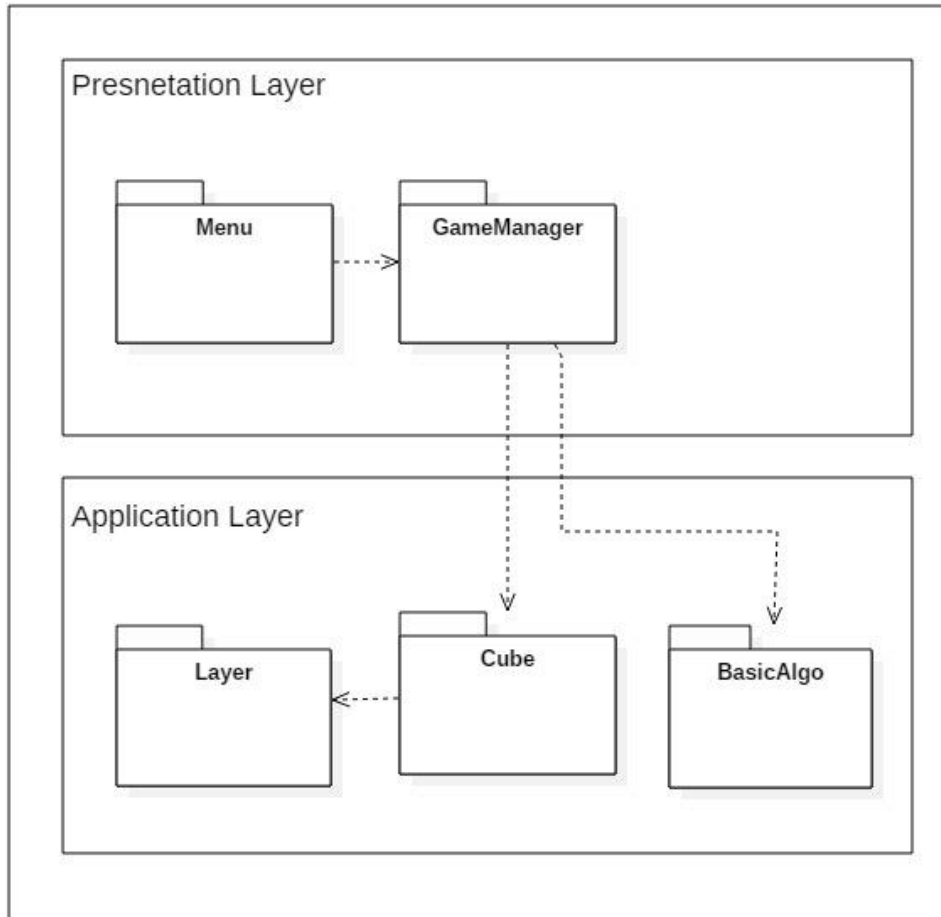 Presnetation Layer
Menu
GameManager
Application Layer
Layer
Cube
BasicAlgo